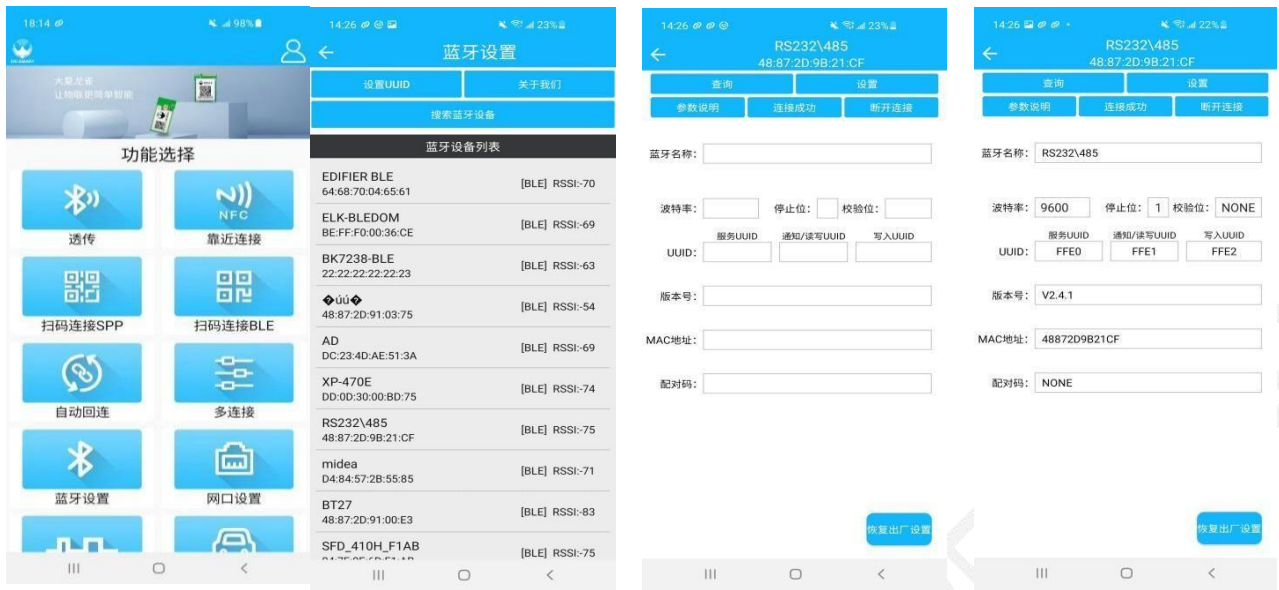 18:14
98%
DX-SMART
大夏龙雀
让物联更简单智能
功能选择
NFC
透传
靠近连接
扫码连接SPP
扫码连接BLE
自动回连
多连接
蓝牙设置
网口设置
14:26
23%
蓝牙设置
设置UUID
关于我们
搜索蓝牙设备
蓝牙设备列表
EDIFIER BLE
64:68:70:04:65:61
[BLE] RSSI:-70
ELK-BLEDOM
BE:FF:F0:00:36:CE
[BLE] RSSI:-69
BK7238-BLE
22:22:22:22:22:23
[BLE] RSSI:-63
�úú�
48:87:2D:91:03:75
[BLE] RSSI:-54
AD
DC:23:4D:AE:51:3A
[BLE] RSSI:-69
XP-470E
DD:0D:30:00:BD:75
[BLE] RSSI:-74
RS232\485
48:87:2D:9B:21:CF
[BLE] RSSI:-75
midea
D4:84:57:2B:55:85
[BLE] RSSI:-71
BT27
48:87:2D:91:00:E3
[BLE] RSSI:-83
SFD_410H_F1AB
[BLE] RSSI:-75
14:26
23%
RS232\485
48:87:2D:9B:21:CF
查询
设置
参数说明
连接成功
断开连接
蓝牙名称:
波特率:
停止位:
校验位:
服务UUID
通知/读写UUID
写入UUID
UUID:
版本号:
MAC地址:
配对码:
恢复出厂设置
14:26
22%
RS232\485
48:87:2D:9B:21:CF
查询
设置
参数说明
连接成功
断开连接
蓝牙名称: RS232\485
波特率: 9600 停止位: 1 校验位: NONE
服务UUID 通知/读写UUID 写入UUID
UUID: FFE0 FFE1 FFE2
版本号: V2.4.1
MAC地址: 48872D9B21CF
配对码: NONE
恢复出厂设置